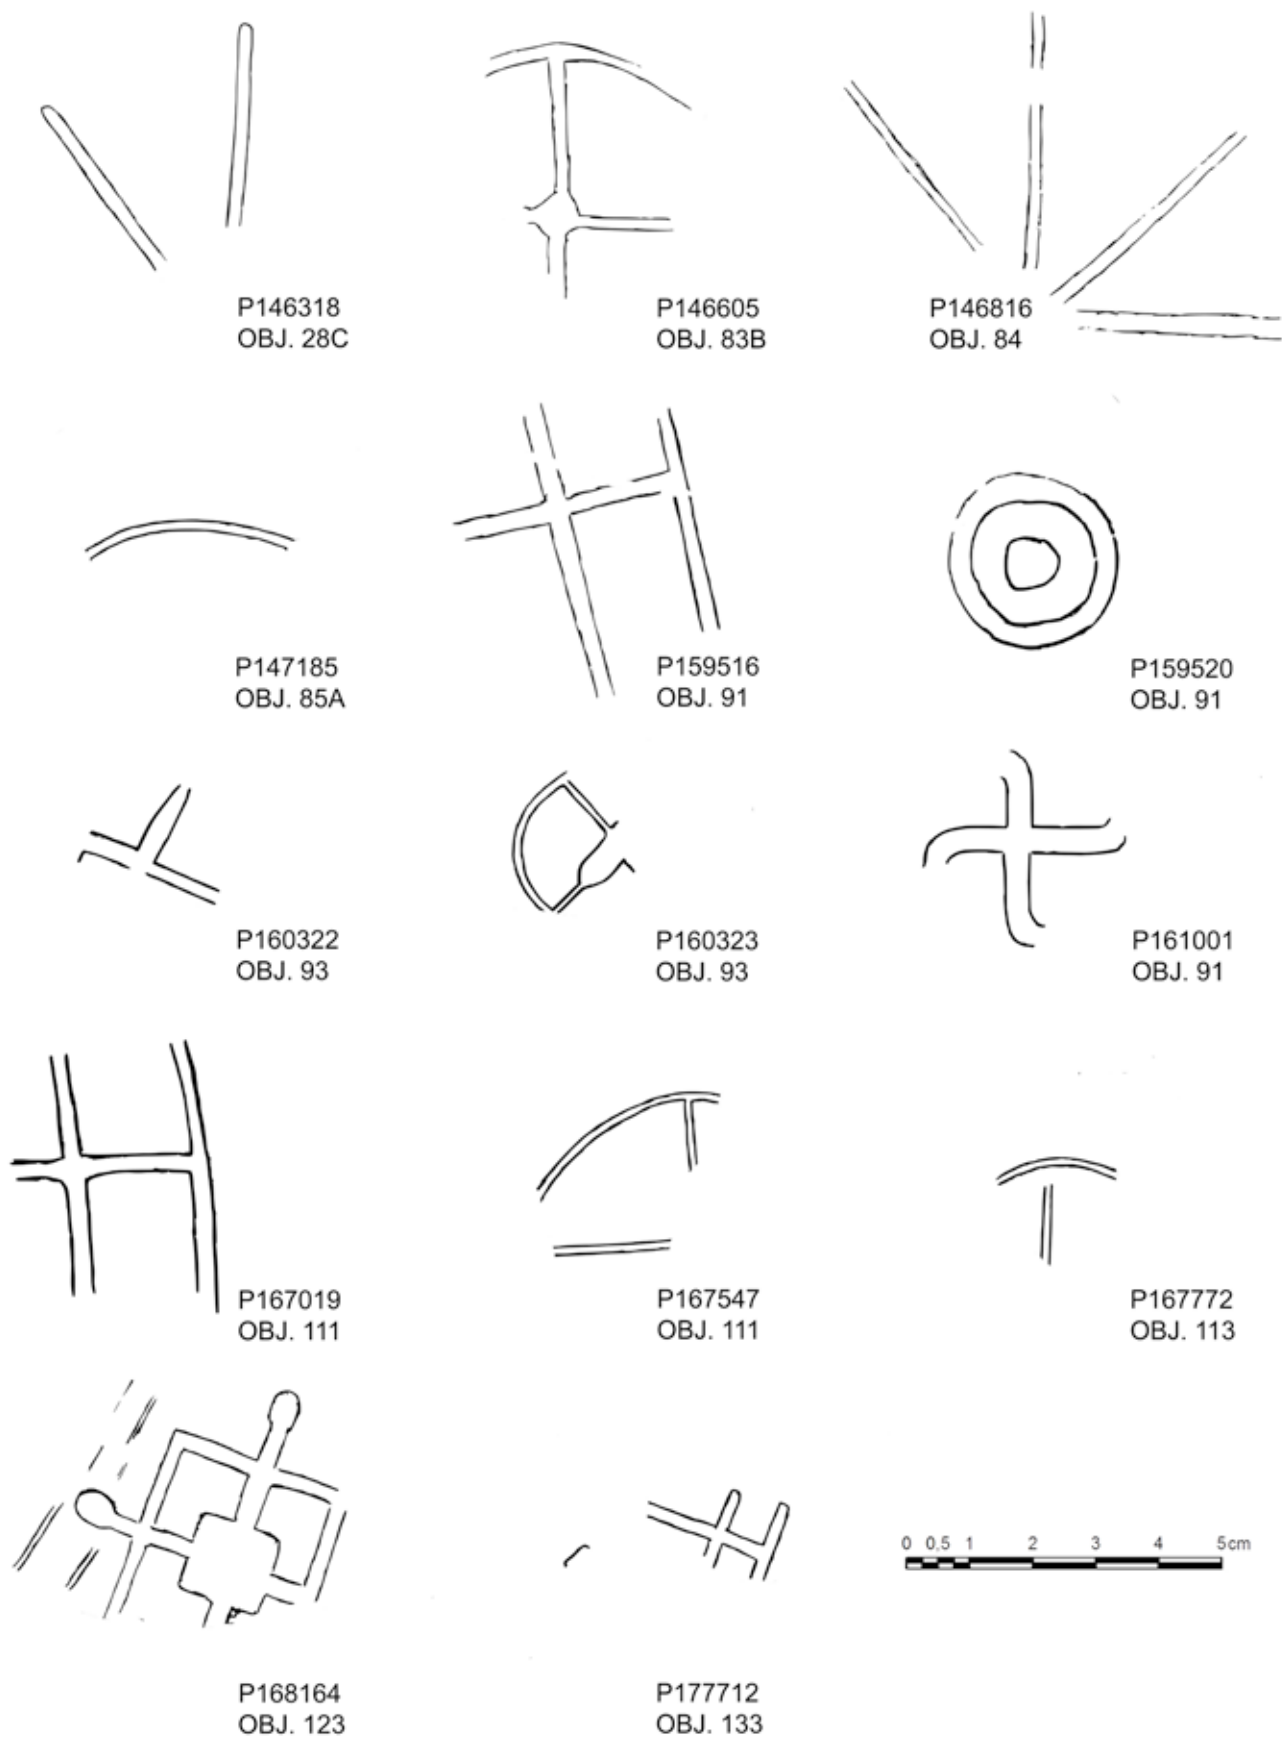 P146318
OBJ. 28C
P146605
OBJ. 83B
P146816
OBJ. 84
P147185
OBJ. 85A
P159516
OBJ. 91
P159520
OBJ. 91
P160322
OBJ. 93
P160323
OBJ. 93
P161001
OBJ. 91
P167019
OBJ. 111
P167547
OBJ. 111
P167772
OBJ. 113
0 0,5 1 2 3 4 5cm
P168164
OBJ. 123
P177712
OBJ. 133